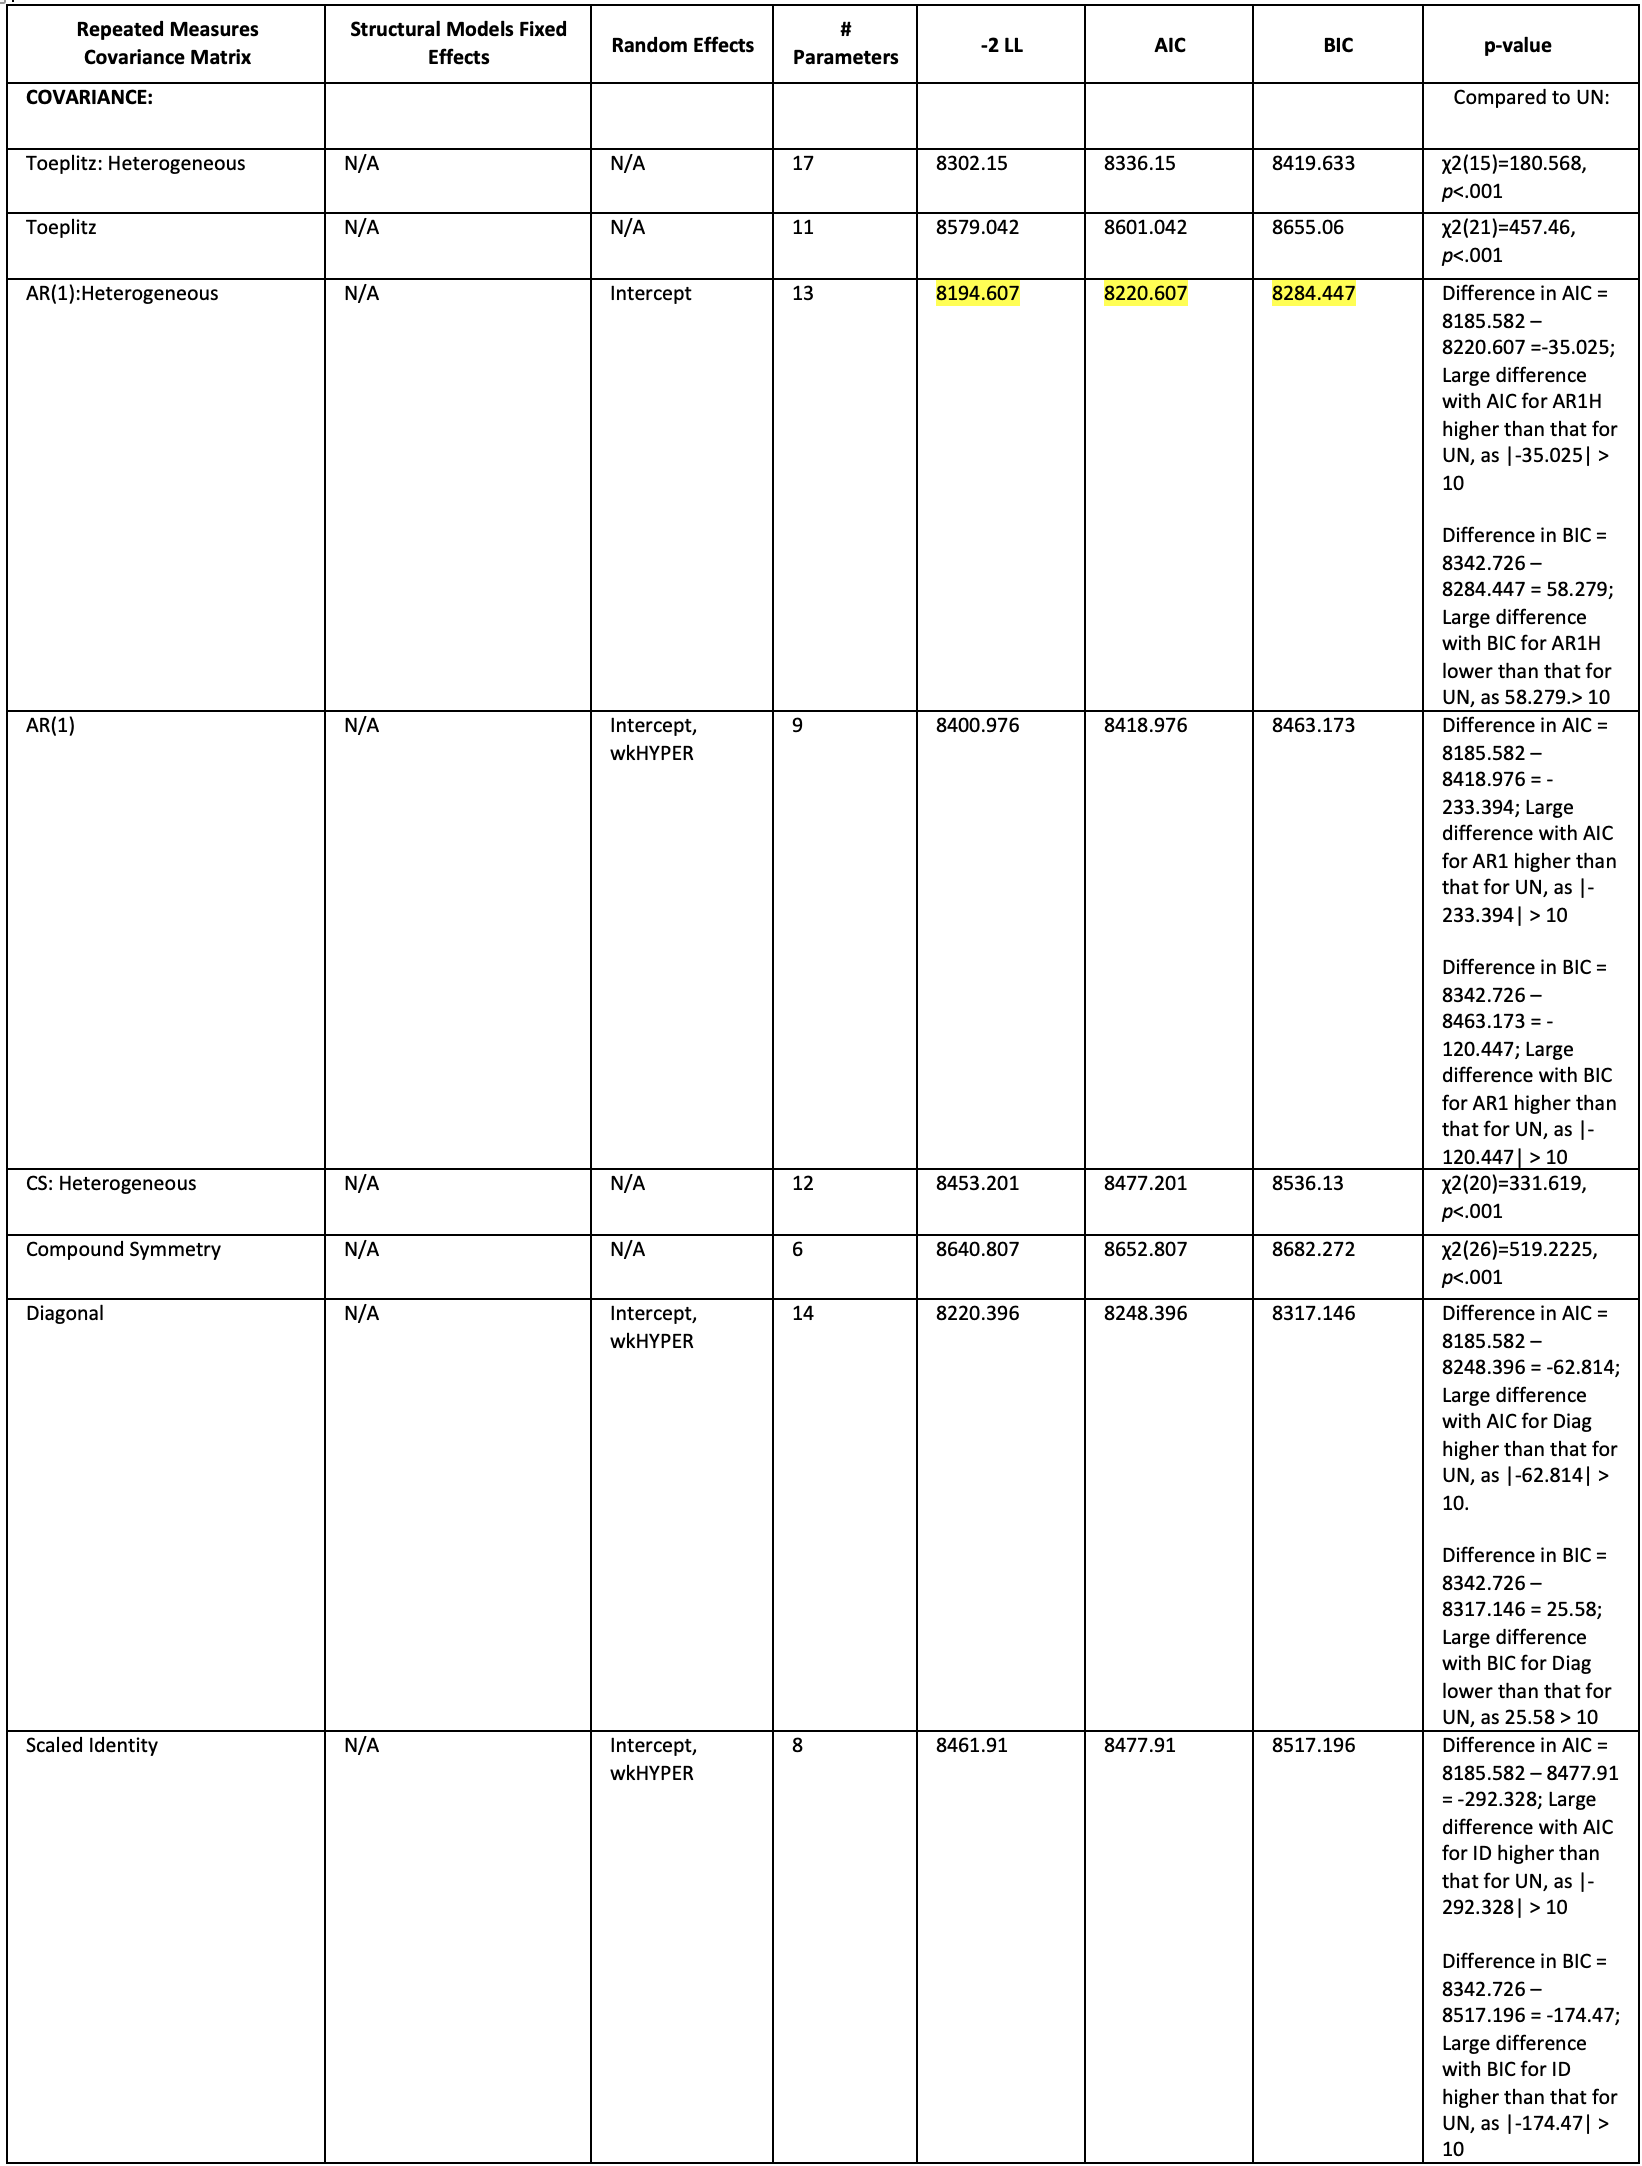 Repeated Measures
Covariance Matrix
Structural Models Fixed
Effects
Random Effects
#
Parameters
-2 LL
AIC
BIC
p-value
COVARIANCE:
Compared to UN:
Toeplitz: Heterogeneous
N/A
N/A
17
8302.15
8336.15
8419.633
χ2(15)=180.568,
p<.001
Toeplitz
N/A
N/A
11
8579.042
8601.042
8655.06
χ2(21)=457.46,
p<.001
AR(1):Heterogeneous
N/A
Intercept
13
8194.607
8220.607
8284.447
Difference in AIC =
8185.582 –
8220.607 =-35.025;
Large difference
with AIC for AR1H
higher than that for
UN, as |-35.025| >
10
Difference in BIC =
8342.726 –
8284.447 = 58.279;
Large difference
with BIC for AR1H
lower than that for
UN, as 58.279.> 10
AR(1)
N/A
Intercept,
wkHYPER
9
8400.976
8418.976
8463.173
Difference in AIC =
8185.582 –
8418.976 = -
233.394; Large
difference with AIC
for AR1 higher than
that for UN, as |-
233.394| > 10
Difference in BIC =
8342.726 –
8463.173 = -
120.447; Large
difference with BIC
for AR1 higher than
that for UN, as |-
120.447| > 10
CS: Heterogeneous
N/A
N/A
12
8453.201
8477.201
8536.13
χ2(20)=331.619,
p<.001
Compound Symmetry
N/A
N/A
6
8640.807
8652.807
8682.272
χ2(26)=519.2225,
p<.001
Diagonal
N/A
Intercept,
wkHYPER
14
8220.396
8248.396
8317.146
Difference in AIC =
8185.582 –
8248.396 = -62.814;
Large difference
with AIC for Diag
higher than that for
UN, as |-62.814| >
10.
Difference in BIC =
8342.726 –
8317.146 = 25.58;
Large difference
with BIC for Diag
lower than that for
UN, as 25.58 > 10
Scaled Identity
N/A
Intercept,
wkHYPER
8
8461.91
8477.91
8517.196
Difference in AIC =
8185.582 – 8477.91
= -292.328; Large
difference with AIC
for ID higher than
that for UN, as |-
292.328| > 10
Difference in BIC =
8342.726 –
8517.196 = -174.47;
Large difference
with BIC for ID
higher than that for
UN, as |-174.47| >
10